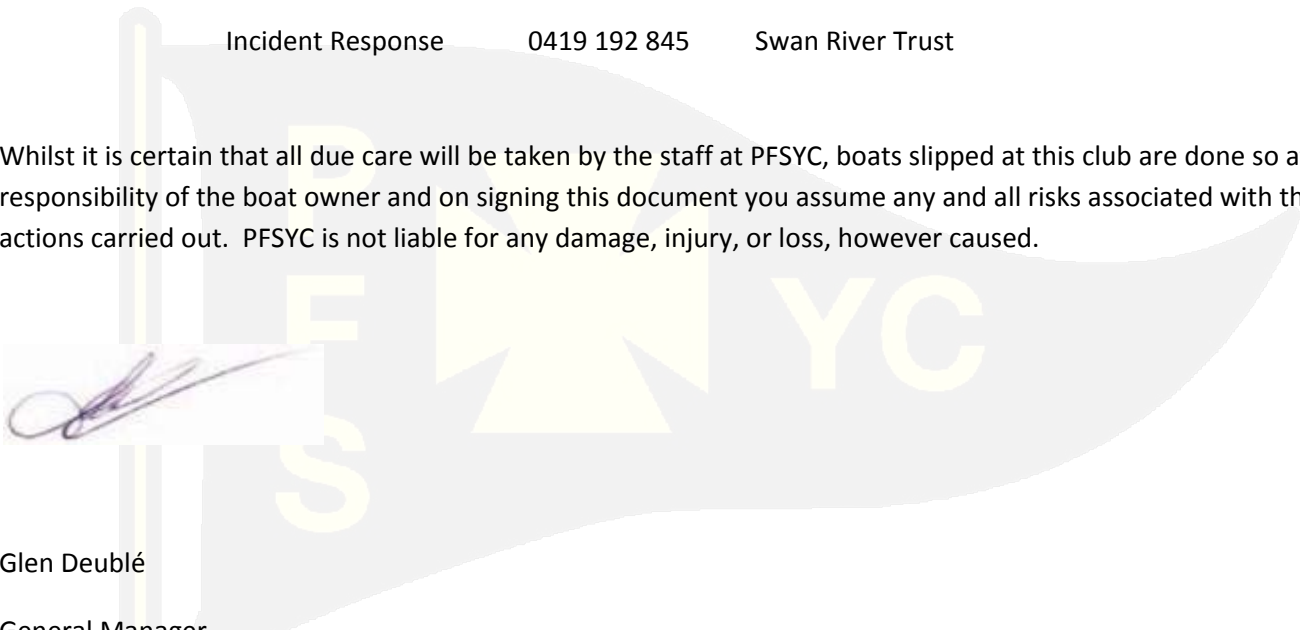 Incident Response 0419 192 845 Swan River Trust
Whilst it is certain that all due care will be taken by the staff at PFSYC, boats slipped at this club are done so a
responsibility of the boat owner and on signing this document you assume any and all risks associated with th
actions carried out. PFSYC is not liable for any damage, injury, or loss, however caused.
P
F YC
S
Glen Deublé
General Manager